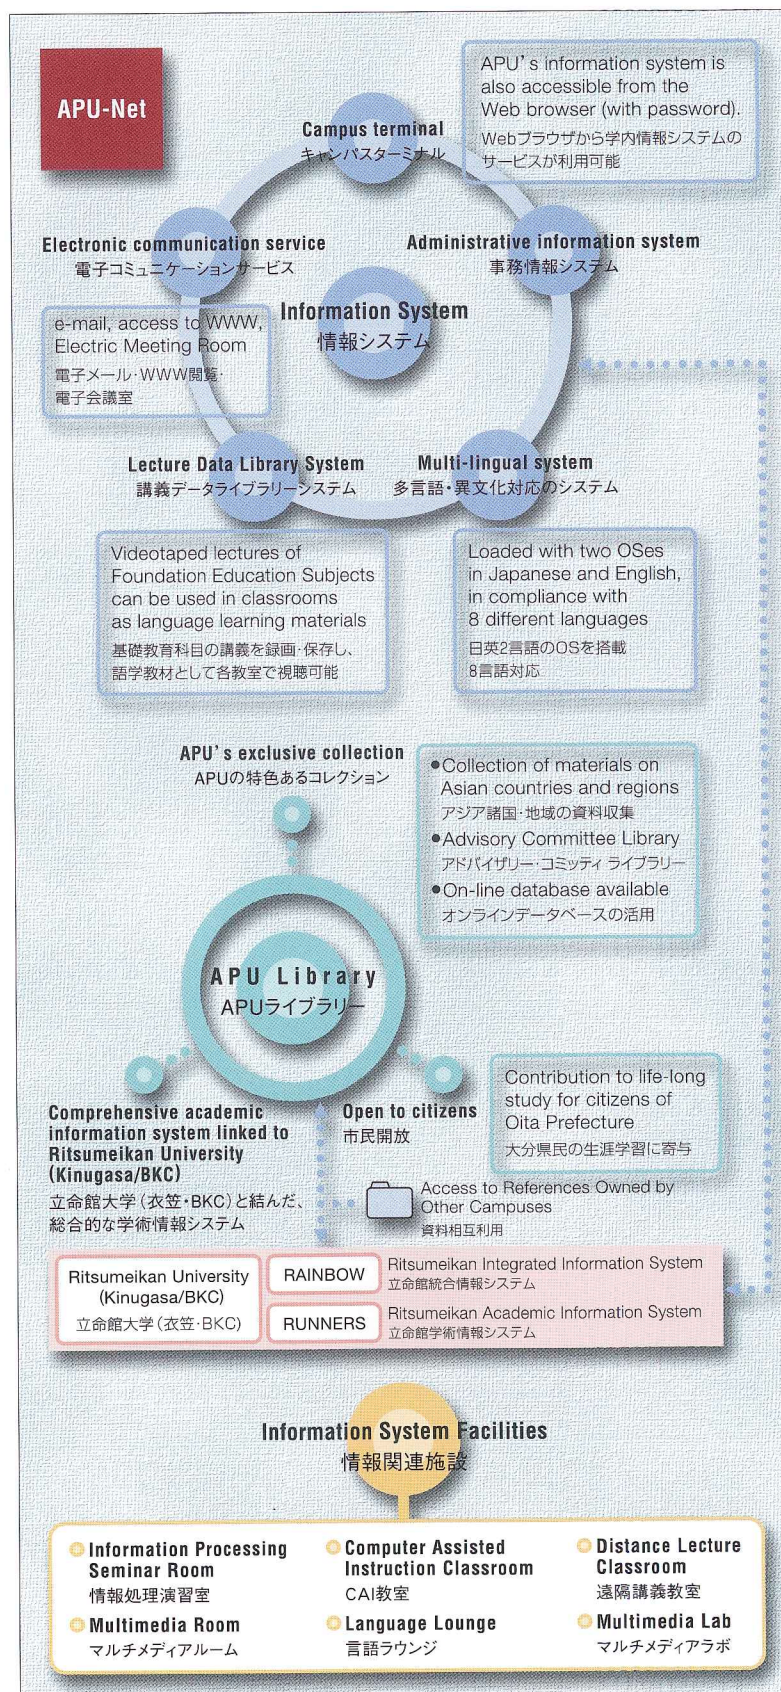 APU-Net
APU's information system is
also accessible from the
Web browser (with password).
Webブラウザから学内情報システムの
サービスが利用可能
Campus terminal
キャンパスターミナル
Electronic communication service
電子コミュニケーションサービス
Administrative information system
事務情報システム
Information System
情報システム
e-mail, access to WWW,
Electric Meeting Room
電子メール・WWW閲覧・
電子会議室
Lecture Data Library System
講義データライブラリーシステム
Multi-lingual system
多言語・異文化対応のシステム
Videotaped lectures of
Foundation Education Subjects
can be used in classrooms
as language learning materials
基礎教育科目の講義を録画・保存し、
語学教材として各教室で視聴可能
Loaded with two OSes
in Japanese and English,
in compliance with
8 different languages
日英2言語のOSを搭載
8言語対応
APU's exclusive collection
APUの特色あるコレクション
●Collection of materials on
Asian countries and regions
アジア諸国・地域の資料収集
●Advisory Committee Library
アドバイザリー・コミッティ ライブラリー
●On-line database available
オンラインデータベースの活用
APU Library
APUライブラリー
Comprehensive academic
information system linked to
Ritsumeikan University
(Kinugasa/BKC)
立命館大学（衣笠・BKC）と結んだ、
総合的な学術情報システム
Open to citizens
市民開放
Contribution to life-long
study for citizens of
Oita Prefecture
大分県民の生涯学習に寄与
Access to References Owned by
Other Campuses
資料相互利用
Ritsumeikan University
(Kinugasa/BKC)
立命館大学（衣笠・BKC）
RAINBOW
Ritsumeikan Integrated Information System
立命館統合情報システム
RUNNERS
Ritsumeikan Academic Information System
立命館学術情報システム
Information System Facilities
情報関連施設
Information Processing
Seminar Room
情報処理演習室
Computer Assisted
Instruction Classroom
CAI教室
Distance Lecture
Classroom
遠隔講義教室
Multimedia Room
マルチメディアルーム
Language Lounge
言語ラウンジ
Multimedia Lab
マルチメディアラボ